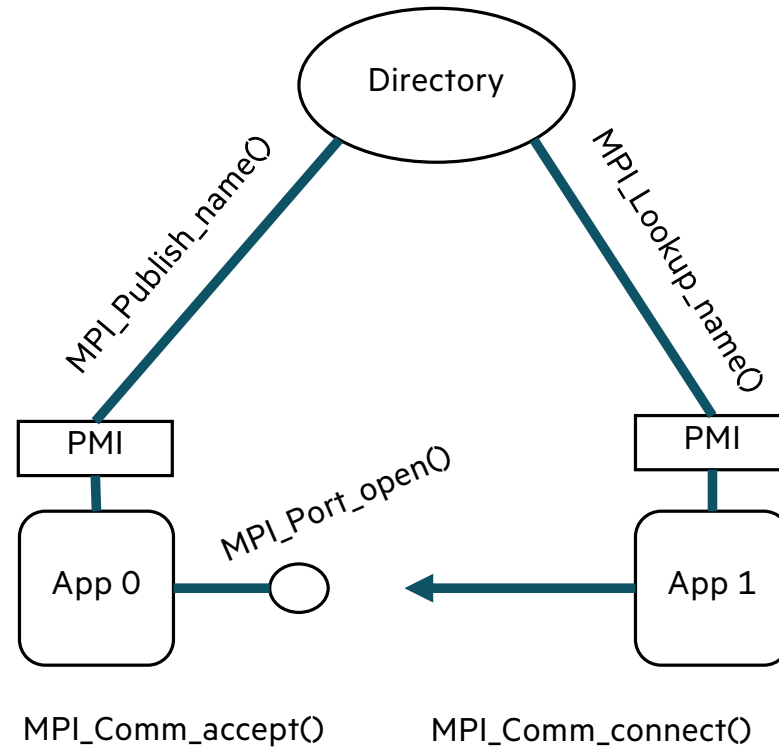 Directory
MPI_Publish_name()
MPI_Lookup_name()
PMI
PMI
MPI_Port_open()
App 0
App 1
MPI_Comm_accept()
MPI_Comm_connect()